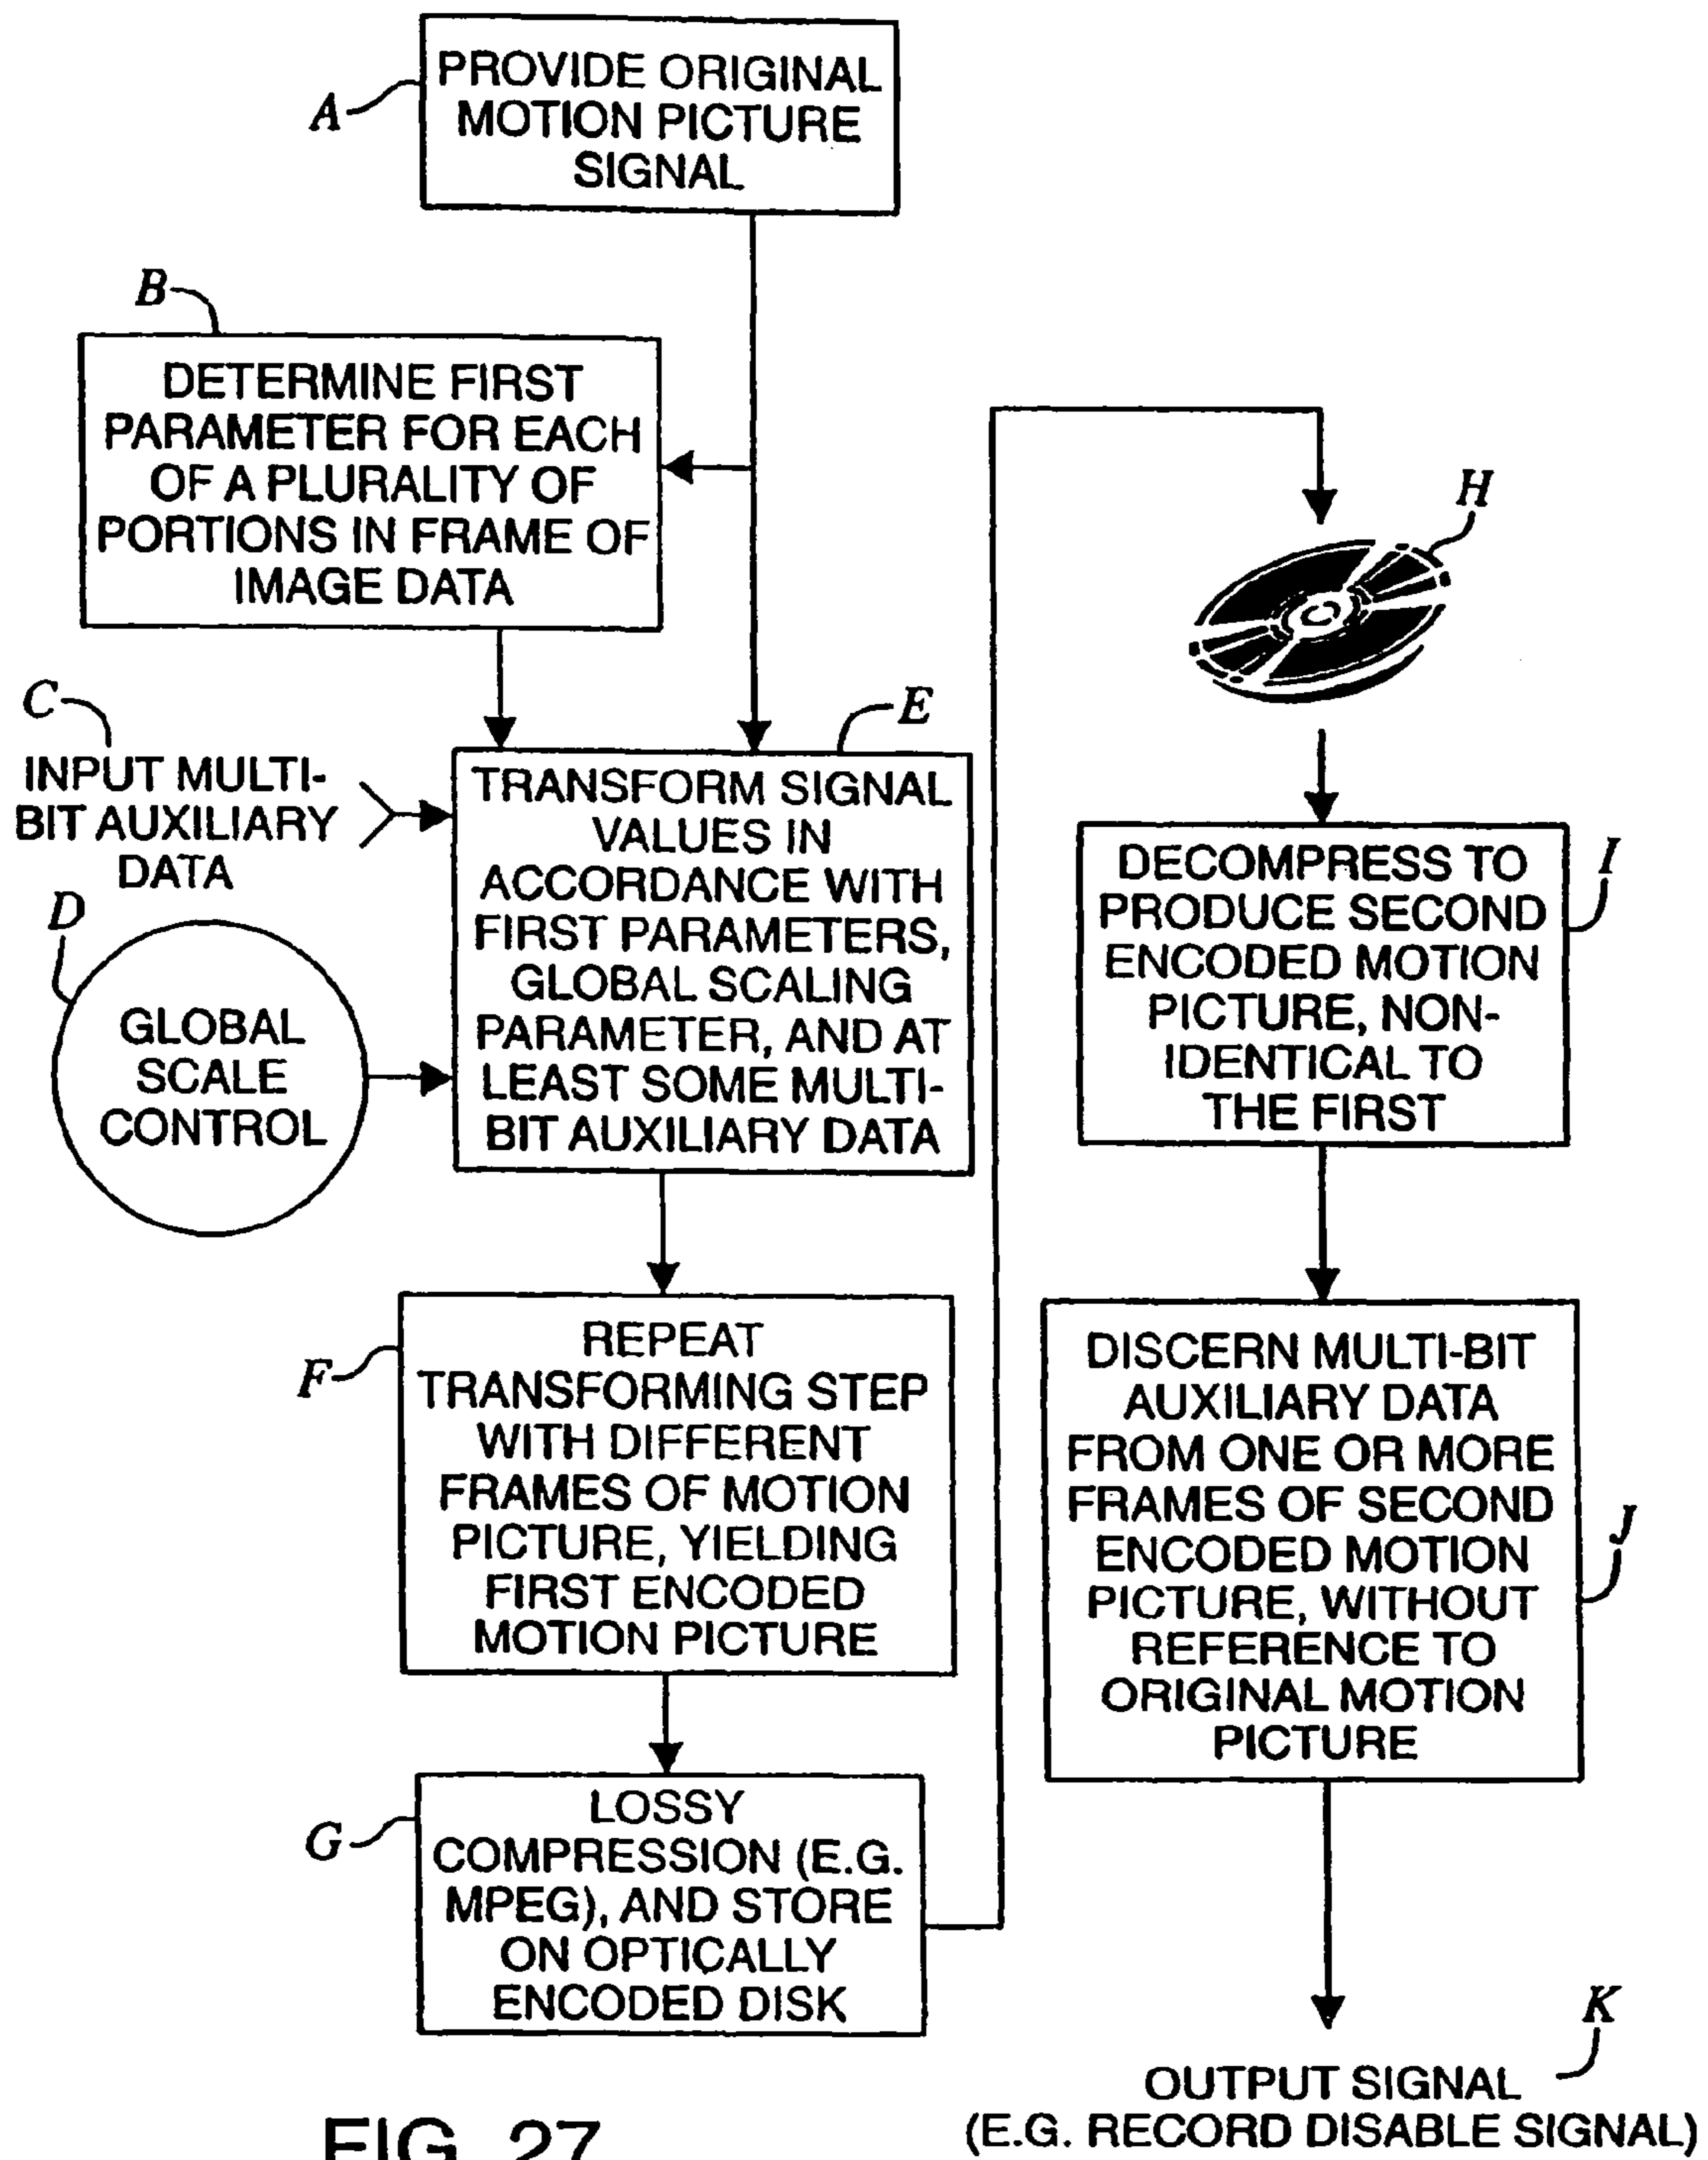 A
PROVIDE ORIGINAL
MOTION PICTURE
SIGNAL
B
DETERMINE FIRST
PARAMETER FOR EACH
OF A PLURALITY OF
PORTIONS IN FRAME OF
IMAGE DATA
C
INPUT MULTI-
BIT AUXILIARY
DATA
D
GLOBAL
SCALE
CONTROL
E
TRANSFORM SIGNAL
VALUES IN
ACCORDANCE WITH
FIRST PARAMETERS,
GLOBAL SCALING
PARAMETER, AND AT
LEAST SOME MULTI-
BIT AUXILIARY DATA
F
REPEAT
TRANSFORMING STEP
WITH DIFFERENT
FRAMES OF MOTION
PICTURE, YIELDING
FIRST ENCODED
MOTION PICTURE
G
LOSSY
COMPRESSION (E.G.
MPEG), AND STORE
ON OPTICALLY
ENCODED DISK
H
I
DECOMPRESS TO
PRODUCE SECOND
ENCODED MOTION
PICTURE, NON-
IDENTICAL TO
THE FIRST
J
DISCERN MULTI-BIT
AUXILIARY DATA
FROM ONE OR MORE
FRAMES OF SECOND
ENCODED MOTION
PICTURE, WITHOUT
REFERENCE TO
ORIGINAL MOTION
PICTURE
K
OUTPUT SIGNAL
(E.G. RECORD DISABLE SIGNAL)
FIG. 27